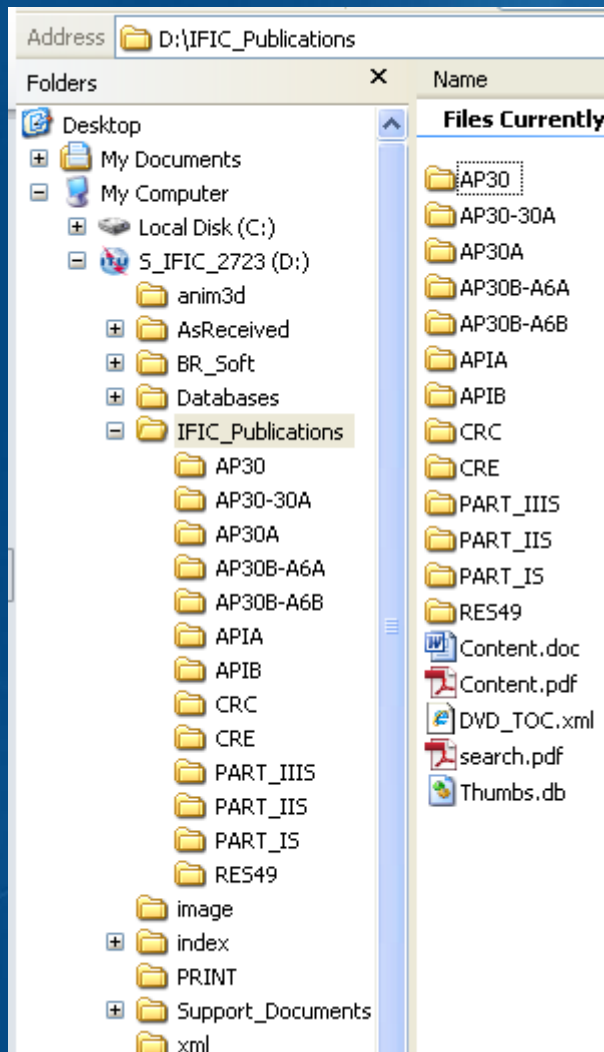 Address D:\IFIC_Publications
Folders
Desktop
My Documents
My Computer
Local Disk (C:)
S_IFIC_2723 (D:)
anim3d
AsReceived
BR_Soft
Databases
IFIC_Publications
AP30
AP30-30A
AP30A
AP30B-A6A
AP30B-A6B
APIA
APIB
CRC
CRE
PART_IIIS
PART_IIS
PART_IS
RES49
image
index
PRINT
Support_Documents
xml
Name
Files Currently
AP30
AP30-30A
AP30A
AP30B-A6A
AP30B-A6B
APIA
APIB
CRC
CRE
PART_IIIS
PART_IIS
PART_IS
RES49
Content.doc
Content.pdf
DVD_TOC.xml
search.pdf
Thumbs.db